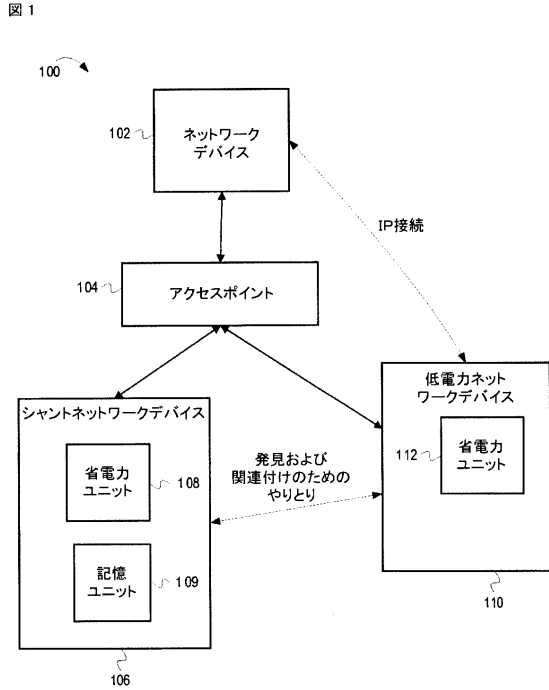 図 1
100
102
ネットワーク
デバイス
IP接続
104
アクセスポイント
シャントネットワークデバイス
省電力
ユニット
108
記憶
ユニット
109
106
発見および
関連付けのための
やりとり
低電力ネット
ワークデバイス
112
省電力
ユニット
110